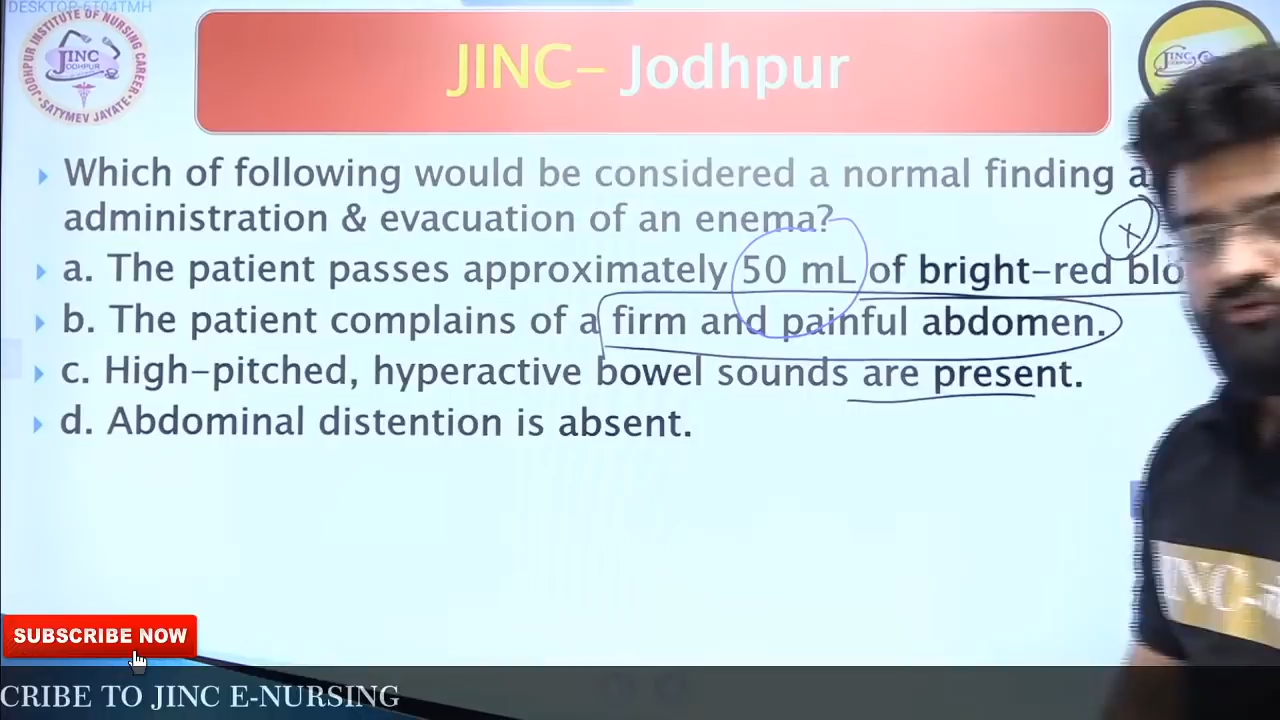 DESKTOP-6T04TMH
JODHPUR INSTITUTE OF NURSING CAREER
JINC
JODHPUR
SATYMEV JAYATE
JINC- Jodhpur
Which of following would be considered a normal finding
administration & evacuation of an enema?
a. The patient passes approximately 50 mL of bright-red
b. The patient complains of a firm and painful abdomen.
c. High-pitched, hyperactive bowel sounds are present.
d. Abdominal distention is absent.
SUBSCRIBE NOW
CRIBE TO JINC E-NURSING